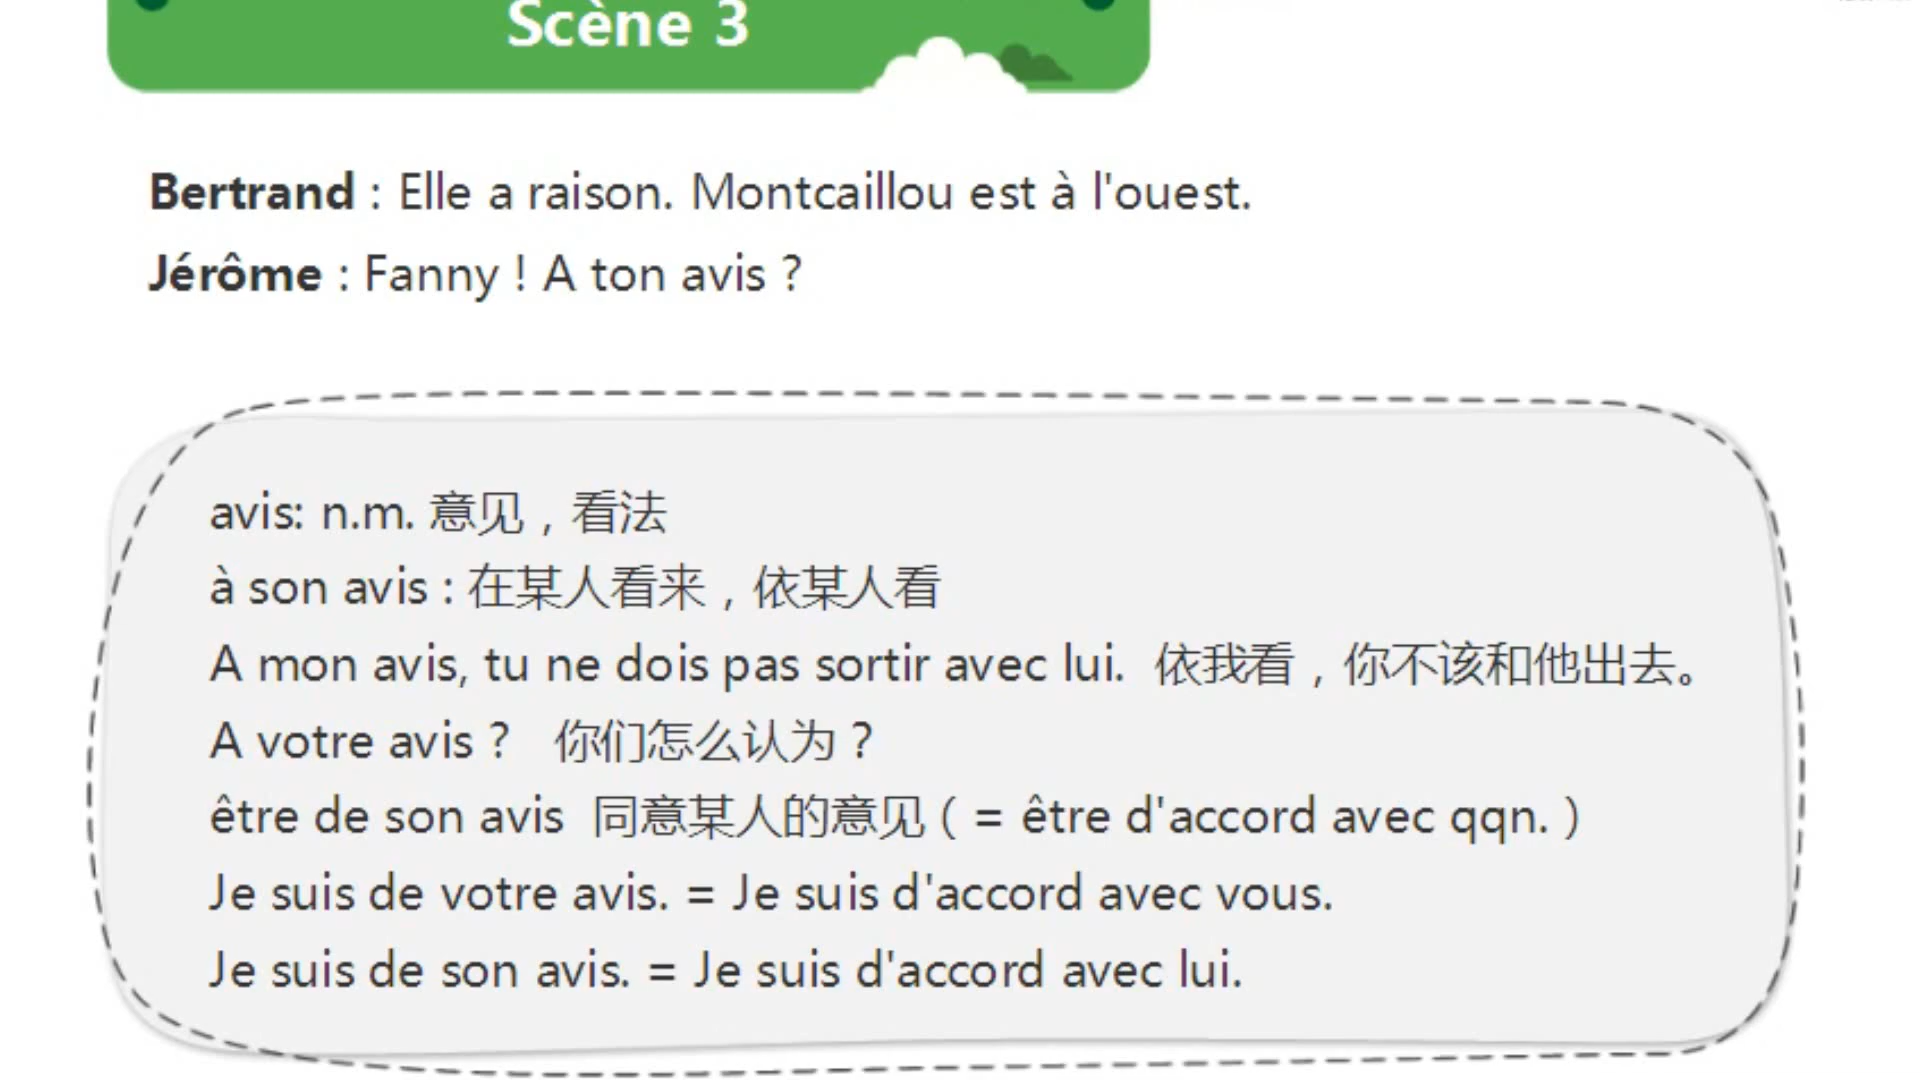 Scène 3
Bertrand : Elle a raison. Montcaillou est à l'ouest.
Jérôme : Fanny ! A ton avis ?
avis: n.m. 意见，看法
à son avis : 在某人看来，依某人看
A mon avis, tu ne dois pas sortir avec lui. 依我看，你不该和他出去。
A votre avis ? 你们怎么认为？
être de son avis 同意某人的意见（ = être d'accord avec qqn. ）
Je suis de votre avis. = Je suis d'accord avec vous.
Je suis de son avis. = Je suis d'accord avec lui.